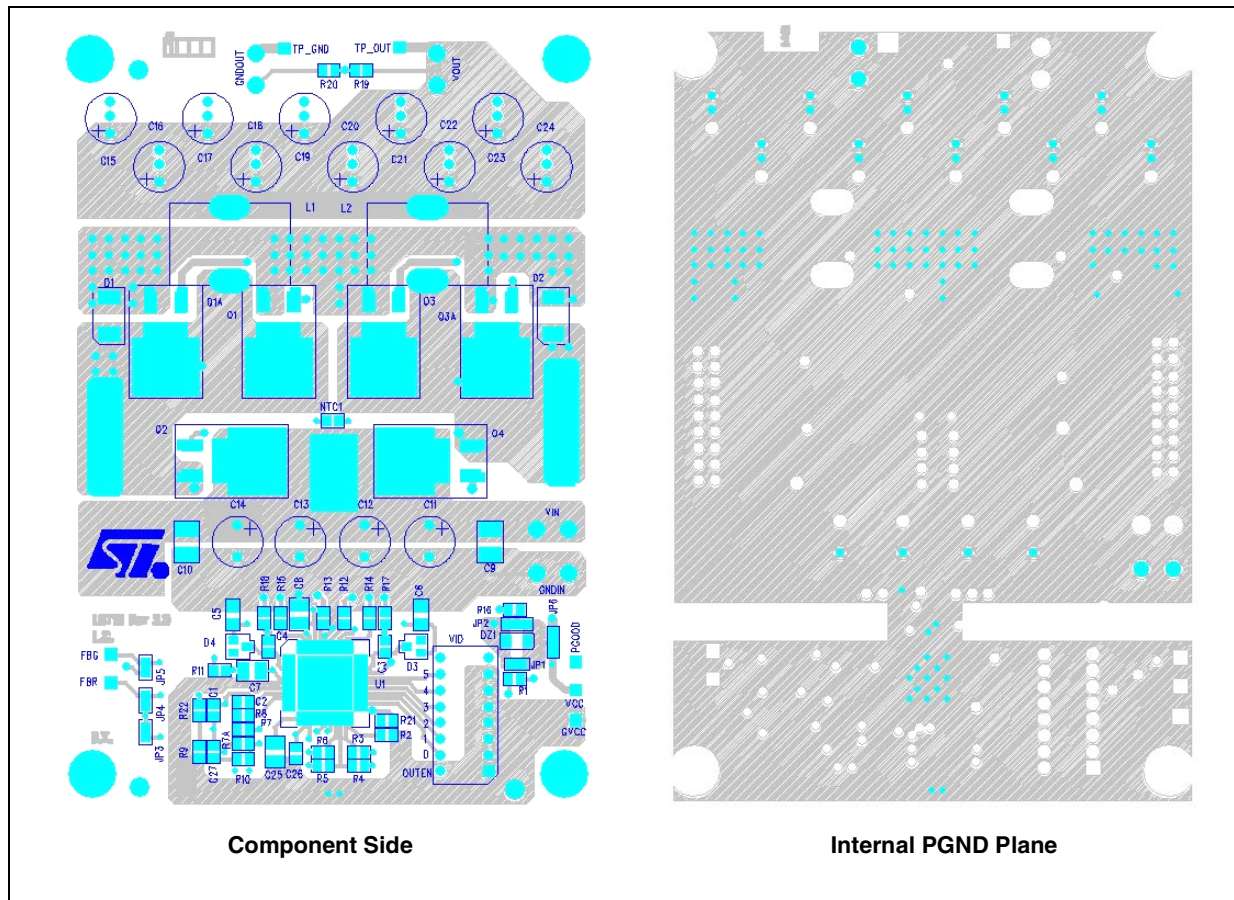 TP_GND
TP_OUT
GNDOUT
VOUT
R20
R19
C16
C18
C20
C22
C24
C15
C17
C19
C21
C23
L1
L2
D1
D2
Q1A
Q1
Q3
Q3A
NTC1
Q2
Q4
C14
C13
C12
C11
VIN
ST
C10
C9
GNDIN
R18
R15
C8
R13
R12
R14
R17
C6
C5
R16
JP6
JP2
DZ1
D4
C4
C3
D3
VID
PGOOD
FBG
JP5
R11
C7
U1
5
JP1
FBR
4
R1
JP4
R22
C1
C2
R8
R7
3
VCC
2
R21
GVCC
JP3
R9
C27
R7A
R6
R3
R2
1
0
R10
C25
C26
R5
R4
OUTEN
Component Side
Internal PGND Plane